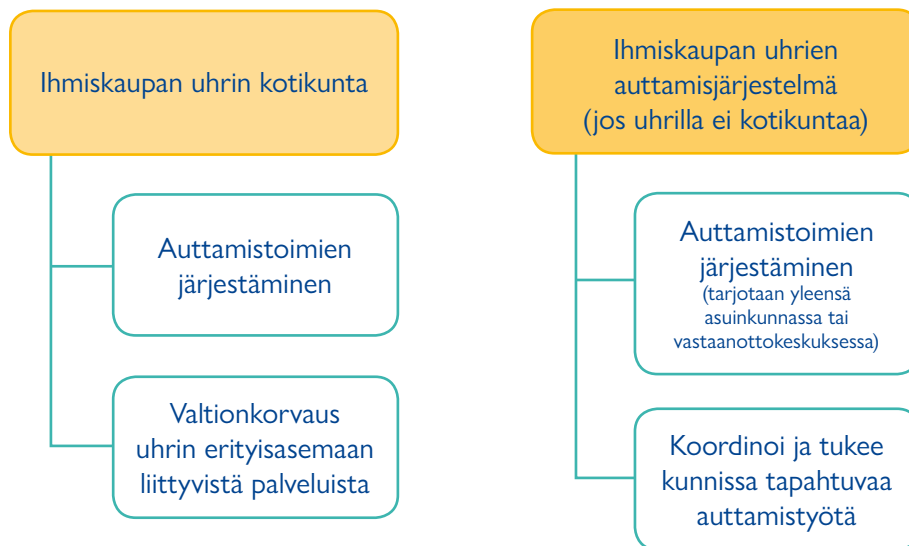 Ihmiskaupan uhrin kotikunta
Auttamistoimien
järjestäminen
Valtionkorvaus
uhrin erityisasemaan
liittyvistä palveluista
Ihmiskaupan uhrien
auttamisjärjestelmä
(jos uhrilla ei kotikuntaa)
Auttamistoimien
järjestäminen
(tarjotaan yleensä
asuinkunnassa tai
vastaanottokeskuksessa)
Koordinoi ja tukee
kunnissa tapahtuvaa
auttamistyötä